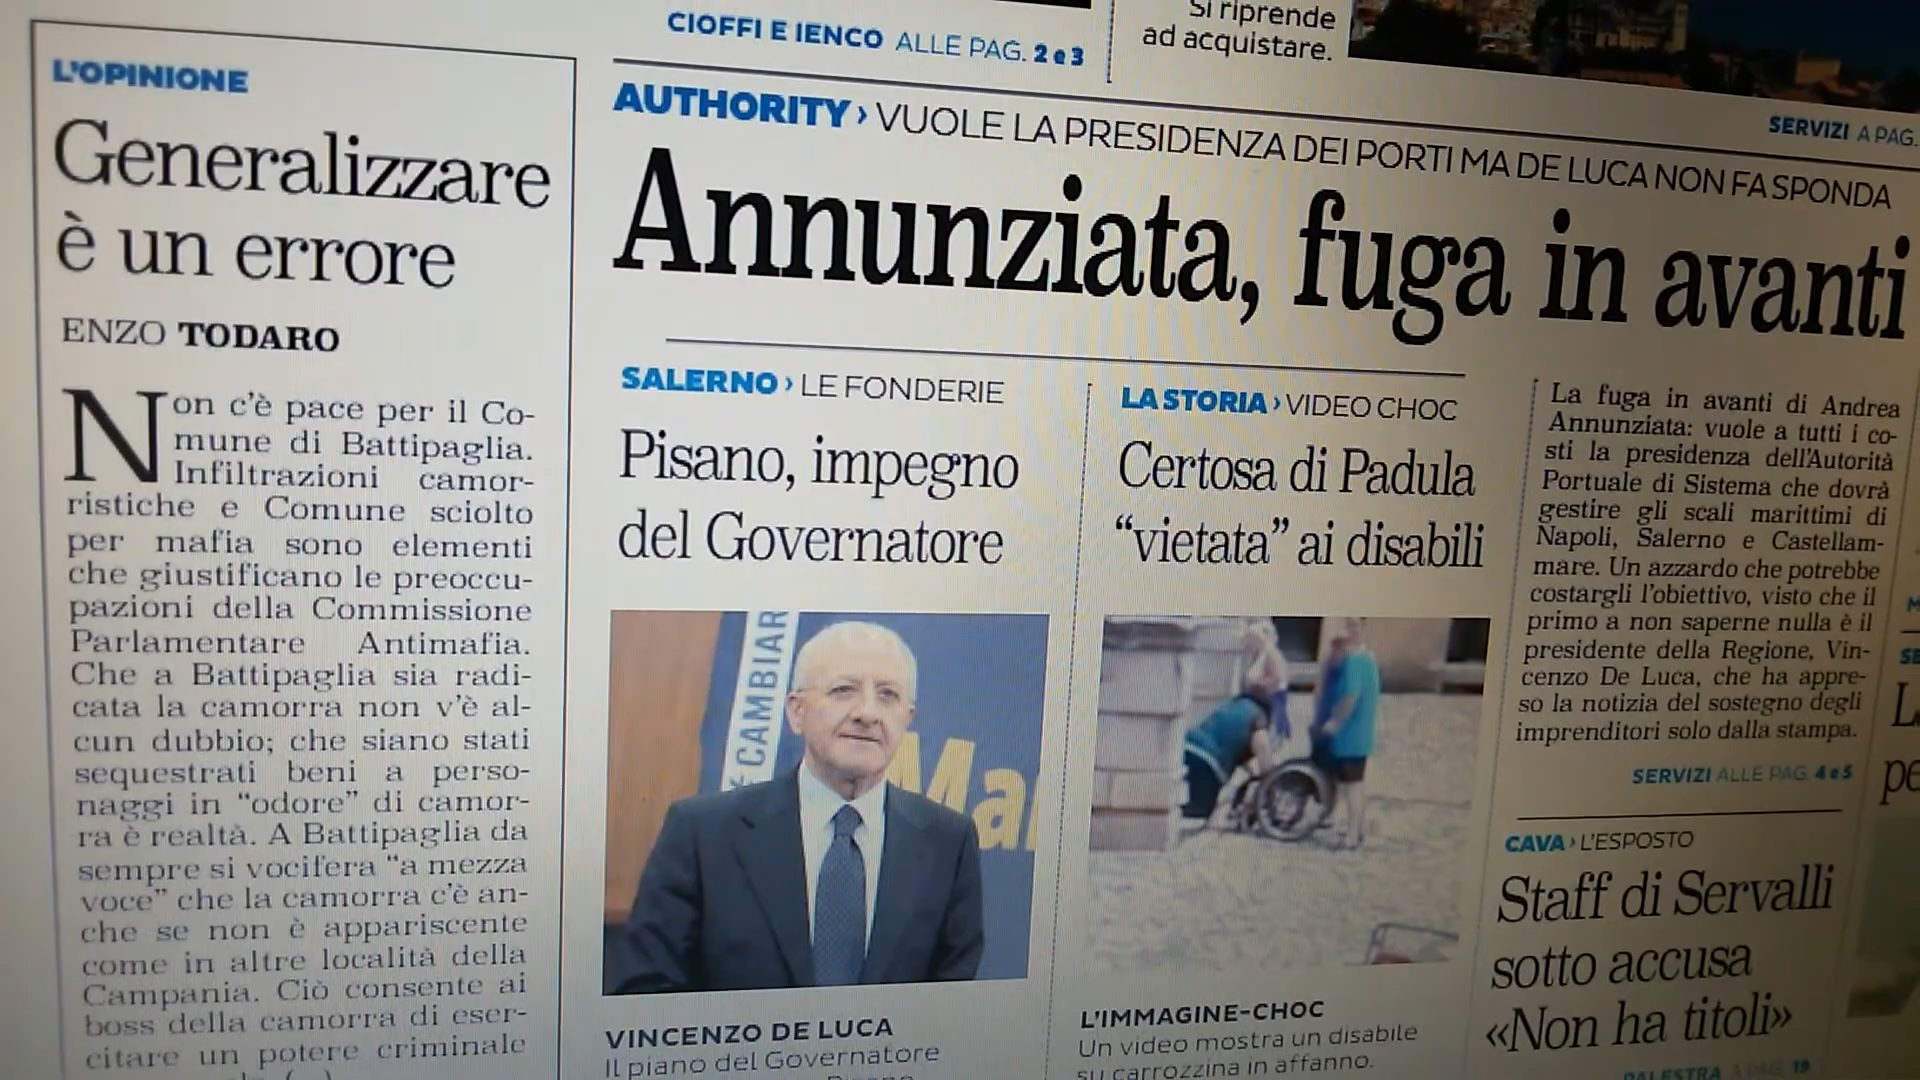 CIOFFI E IENCO ALLE PAG. 2 e 3
Si riprende
ad acquistare.
SERVIZI A PAG.
L'OPINIONE
Generalizzare
è un errore
ENZO TODARO
Non c'è pace per il Co-
mune di Battipaglia.
Infiltrazioni camor-
ristiche e Comune sciolto
per mafia sono elementi
che giustificano le preoccu-
pazioni della Commissione
Parlamentare Antimafia.
Che a Battipaglia sia radi-
cata la camorra non v'è al-
cun dubbio; che siano stati
sequestrati beni a perso-
naggi in "odore" di camor-
ra è realtà. A Battipaglia da
sempre si vocifera "a mezza
voce" che la camorra c'è an-
che se non è appariscente
come in altre località della
Campania. Ciò consente ai
boss della camorra di eser-
citare un potere criminale
AUTHORITY › VUOLE LA PRESIDENZA DEI PORTI MA DE LUCA NON FA SPONDA
Annunziata, fuga in avanti
SALERNO › LE FONDERIE
Pisano, impegno
del Governatore
È CAMBIAR
Mal
VINCENZO DE LUCA
Il piano del Governatore
LA STORIA › VIDEO CHOC
Certosa di Padula
"vietata" ai disabili
L'IMMAGINE-CHOC
Un video mostra un disabile
su carrozzina in affanno.
La fuga in avanti di Andrea
Annunziata: vuole a tutti i co-
sti la presidenza dell'Autorità
Portuale di Sistema che dovrà
gestire gli scali marittimi di
Napoli, Salerno e Castellam-
mare. Un azzardo che potrebbe
costargli l'obiettivo, visto che il
primo a non saperne nulla è il
presidente della Regione, Vin-
cenzo De Luca, che ha appre-
so la notizia del sostegno degli
imprenditori solo dalla stampa.
SERVIZI ALLE PAG. 4 e 5
CAVA › L'ESPOSTO
Staff di Servalli
sotto accusa
«Non ha titoli»
PALESTRA A PAG. 19
pe